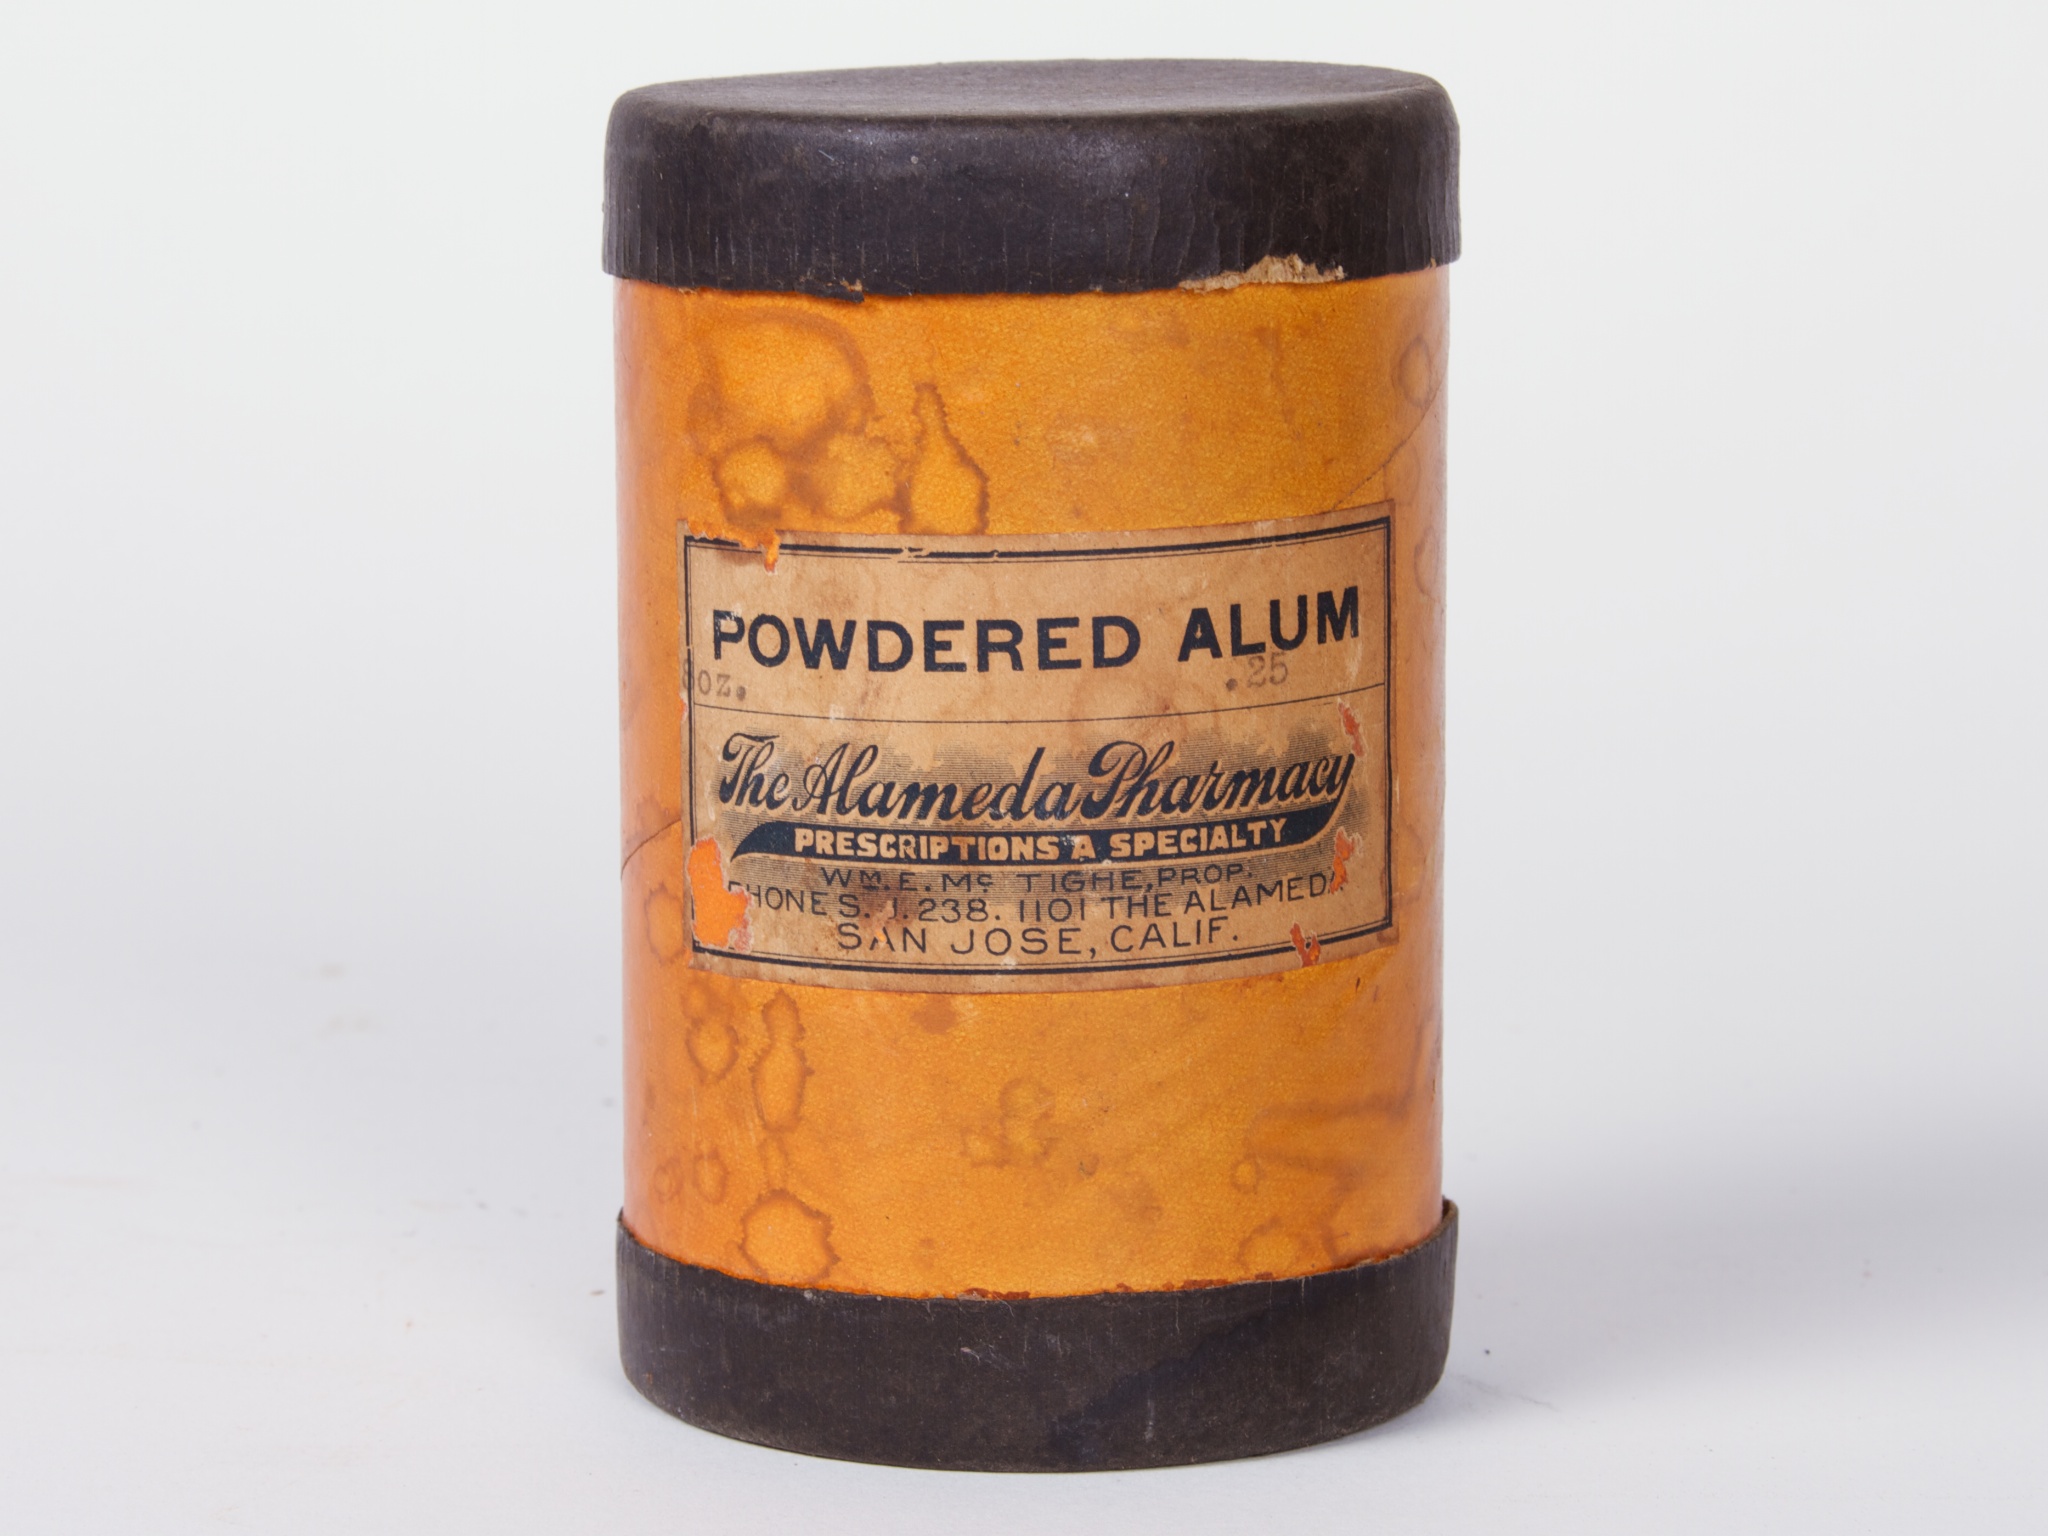 POWDERED ALUM
8oz. .25
The Alameda Pharmacy
PRESCRIPTIONS A SPECIALTY
WM. E. Mc TIGHE, PROP.
PHONE S. J. 238. 1101 THE ALAMEDA
SAN JOSE, CALIF.